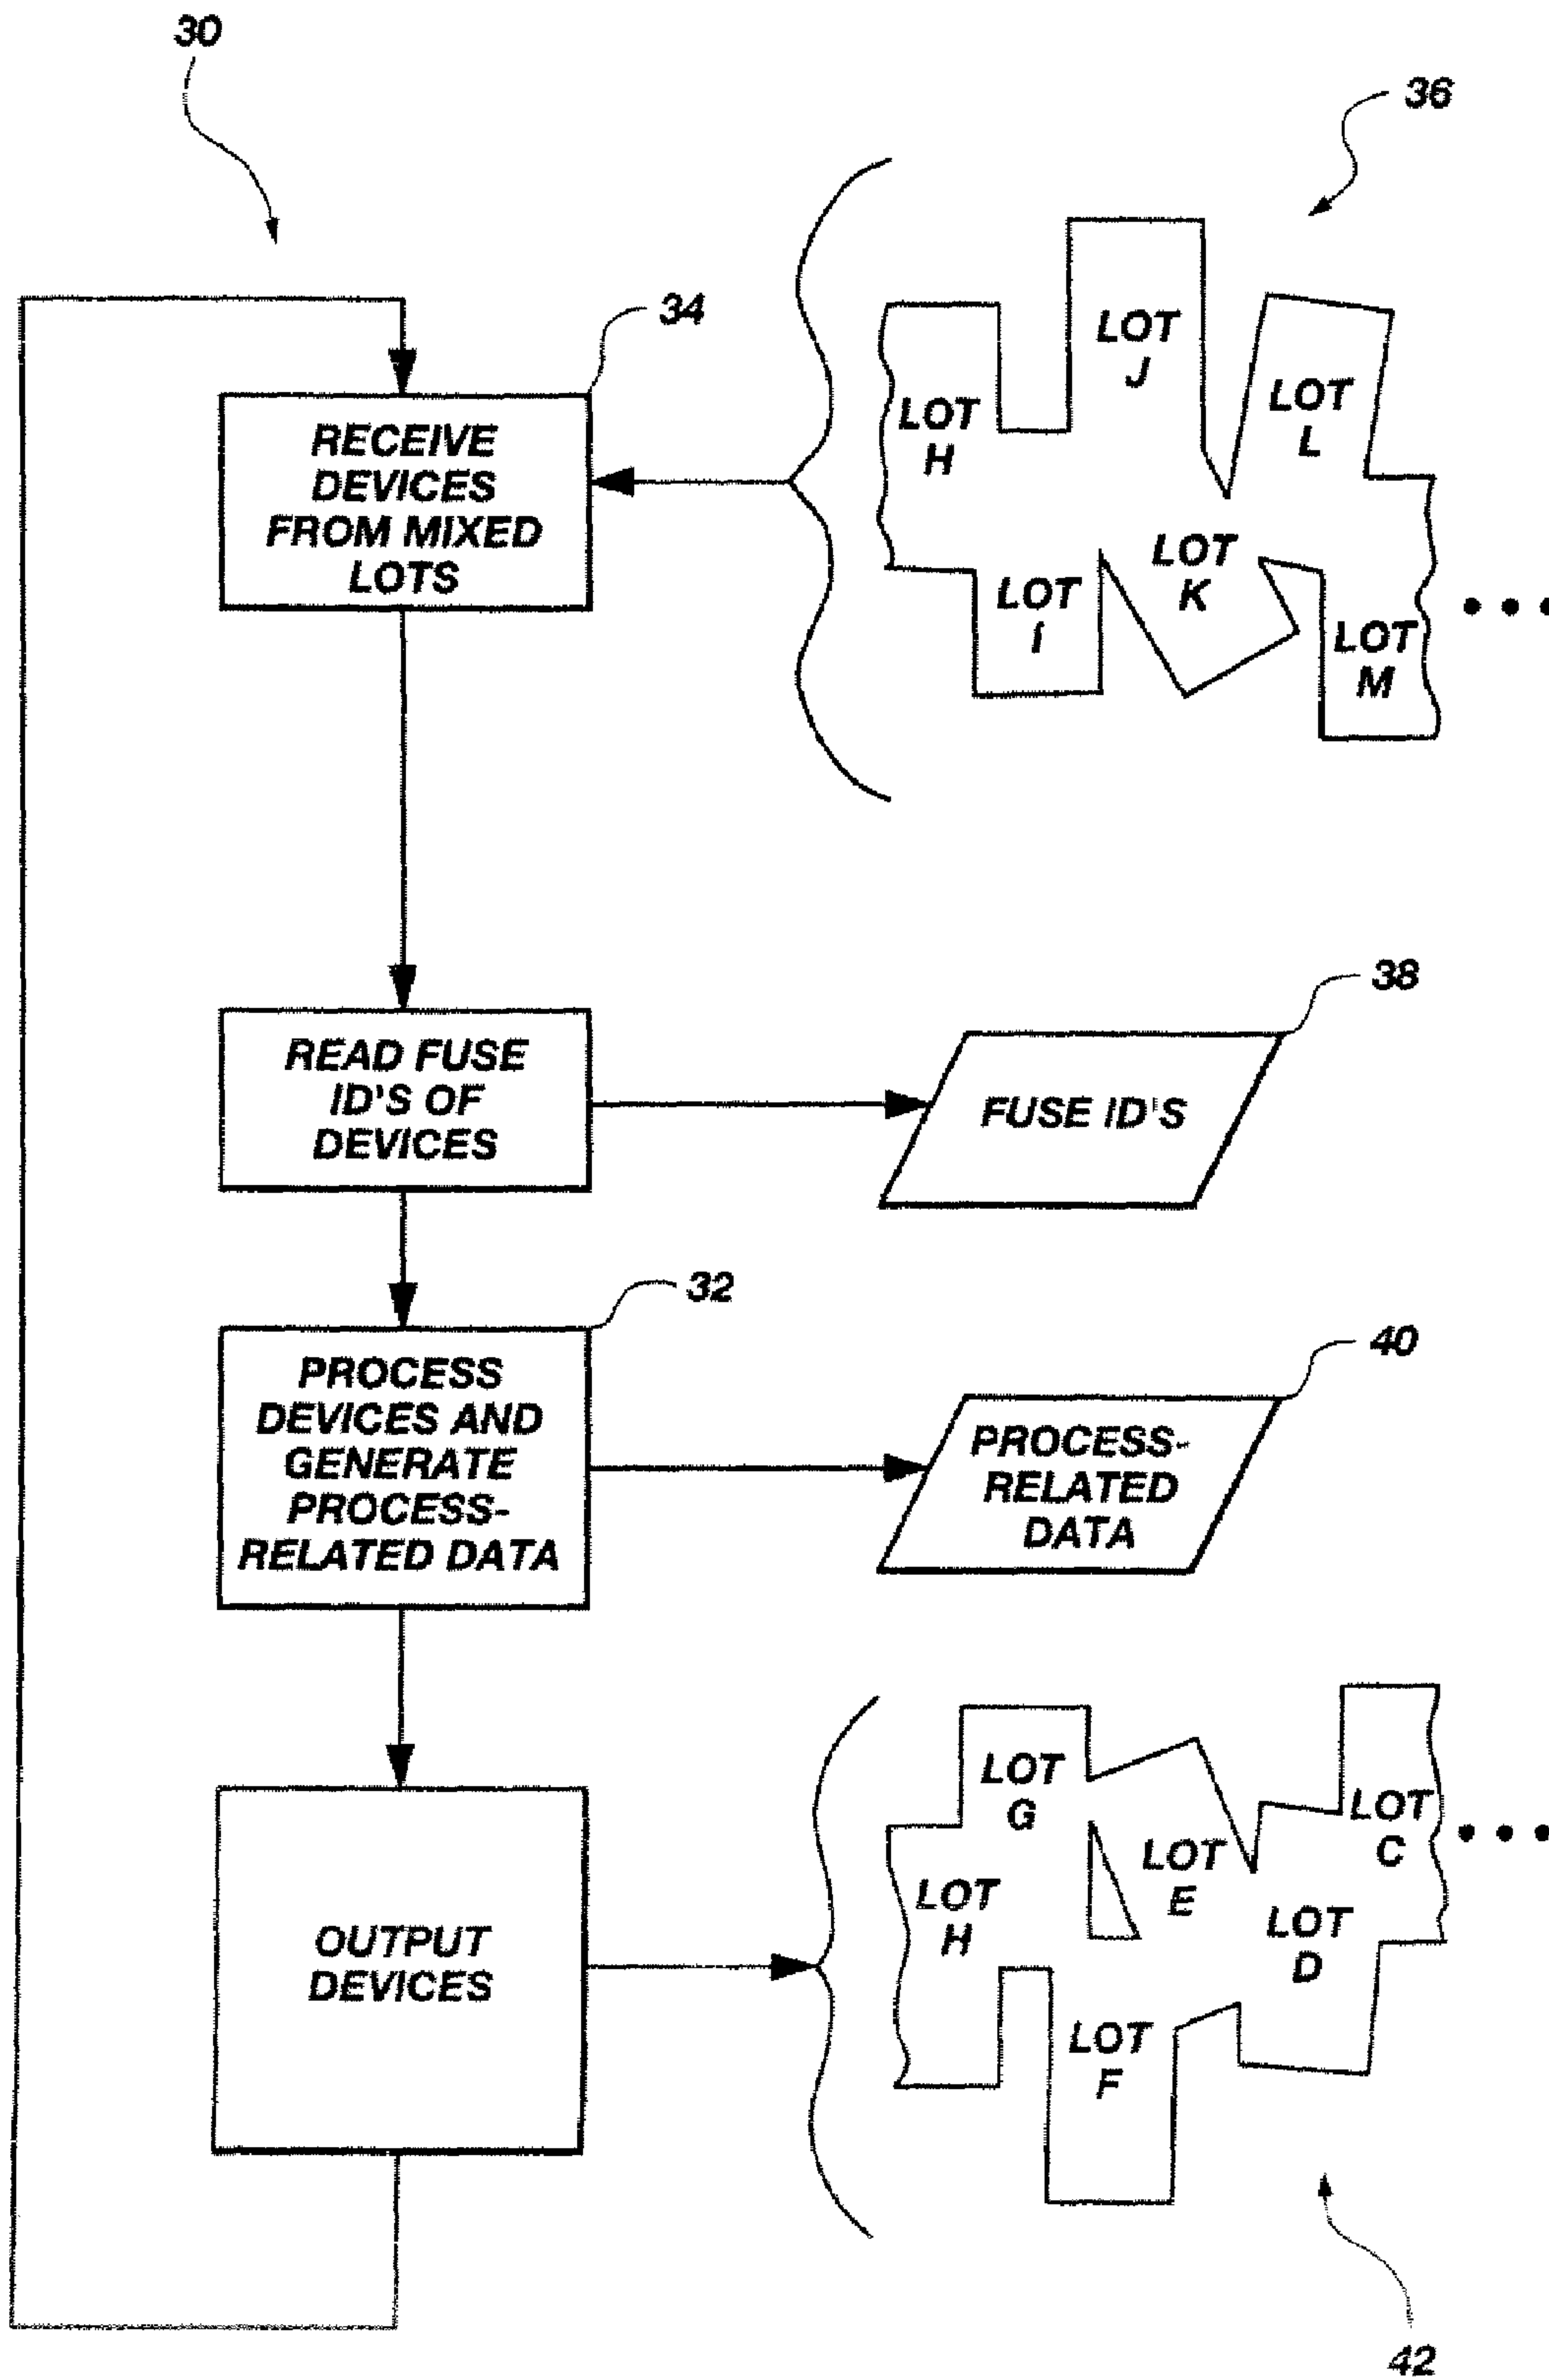 30
36
34
RECEIVE
DEVICES
FROM MIXED
LOTS
LOT
H
LOT
J
LOT
L
LOT
I
LOT
K
LOT
M
READ FUSE
ID'S OF
DEVICES
38
FUSE ID'S
32
PROCESS
DEVICES AND
GENERATE
PROCESS-
RELATED DATA
40
PROCESS-
RELATED
DATA
OUTPUT
DEVICES
LOT
G
LOT
H
LOT
E
LOT
C
LOT
D
LOT
F
42